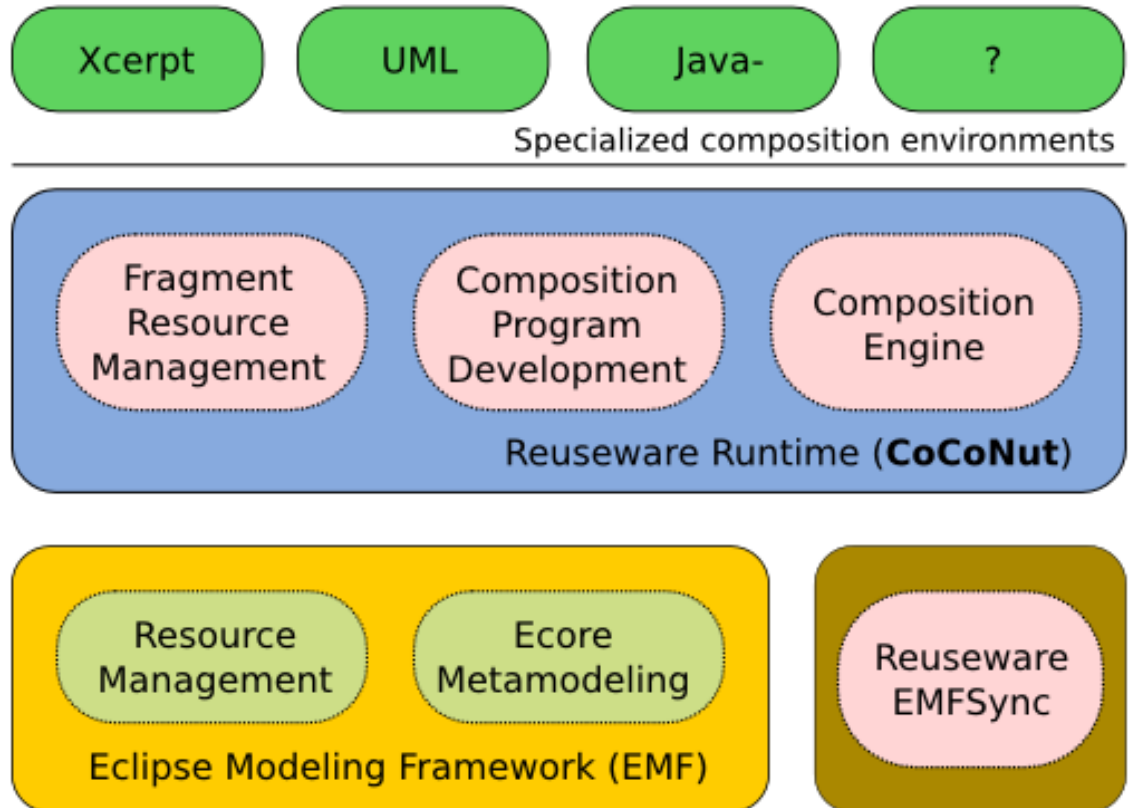 Xcerpt
UML
Java-
?
Specialized composition environments
Fragment
Resource
Management
Composition
Program
Development
Composition
Engine
Reuseware Runtime (CoCoNut)
Resource
Management
Ecore
Metamodeling
Eclipse Modeling Framework (EMF)
Reuseware
EMFSync